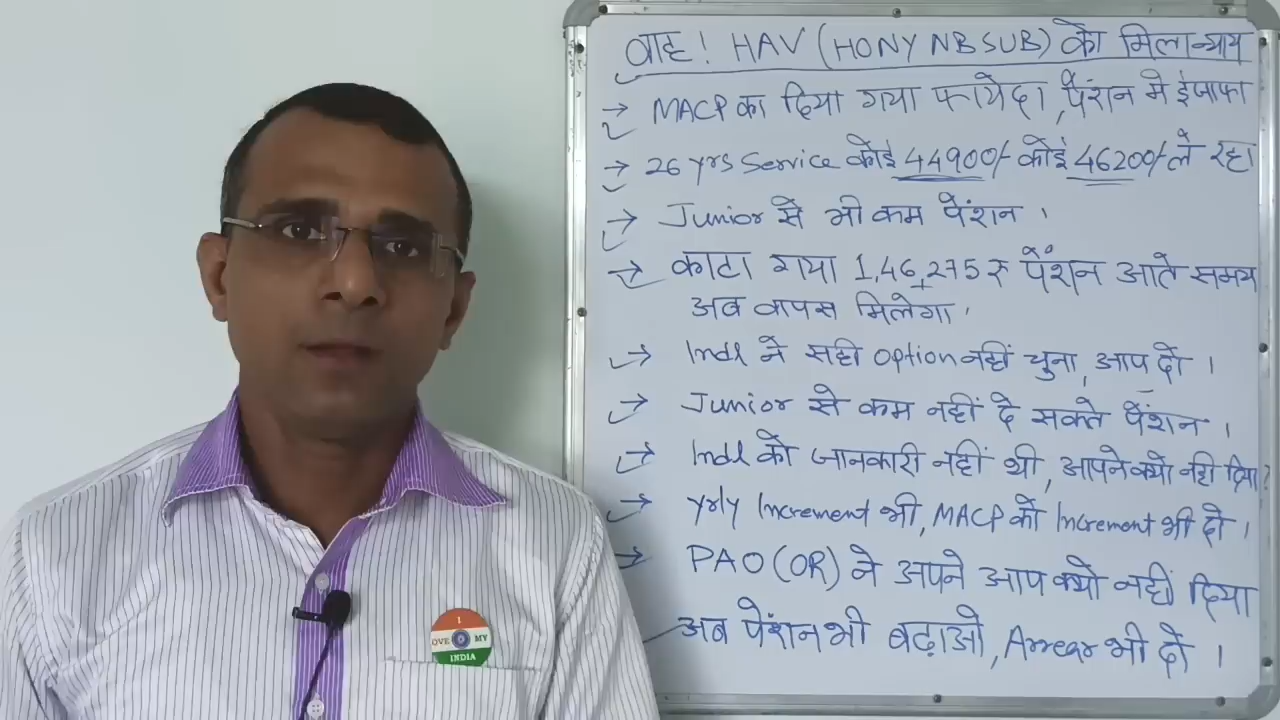 वाह! HAV (HONY NB SUB) को मिला न्याय
→ MACP का दिया गया फायेदा, पेंशन मे ईजाफा
→ 26 yrs Service कोई 44900/- कोई 46200/- ले रहा
→ Junior से भी कम पेंशन ।
→ काटा गया 1,46,275 रु पेंशन आते समय
अब वापस मिलेगा ।
→ Indl ने सही option नहीं चुना, आप दो ।
→ Junior से कम नहीं दे सकते पेंशन ।
→ Indl को जानकारी नहीं थी, आपने क्यों नहीं दिया ?
→ yrly Increment भी, MACP की Increment भी दो ।
→ PAO (OR) ने अपने आप क्यों नहीं दिया
अब पेंशन भी बढ़ाओ, Arrear भी दो ।
I
LOVE MY
INDIA